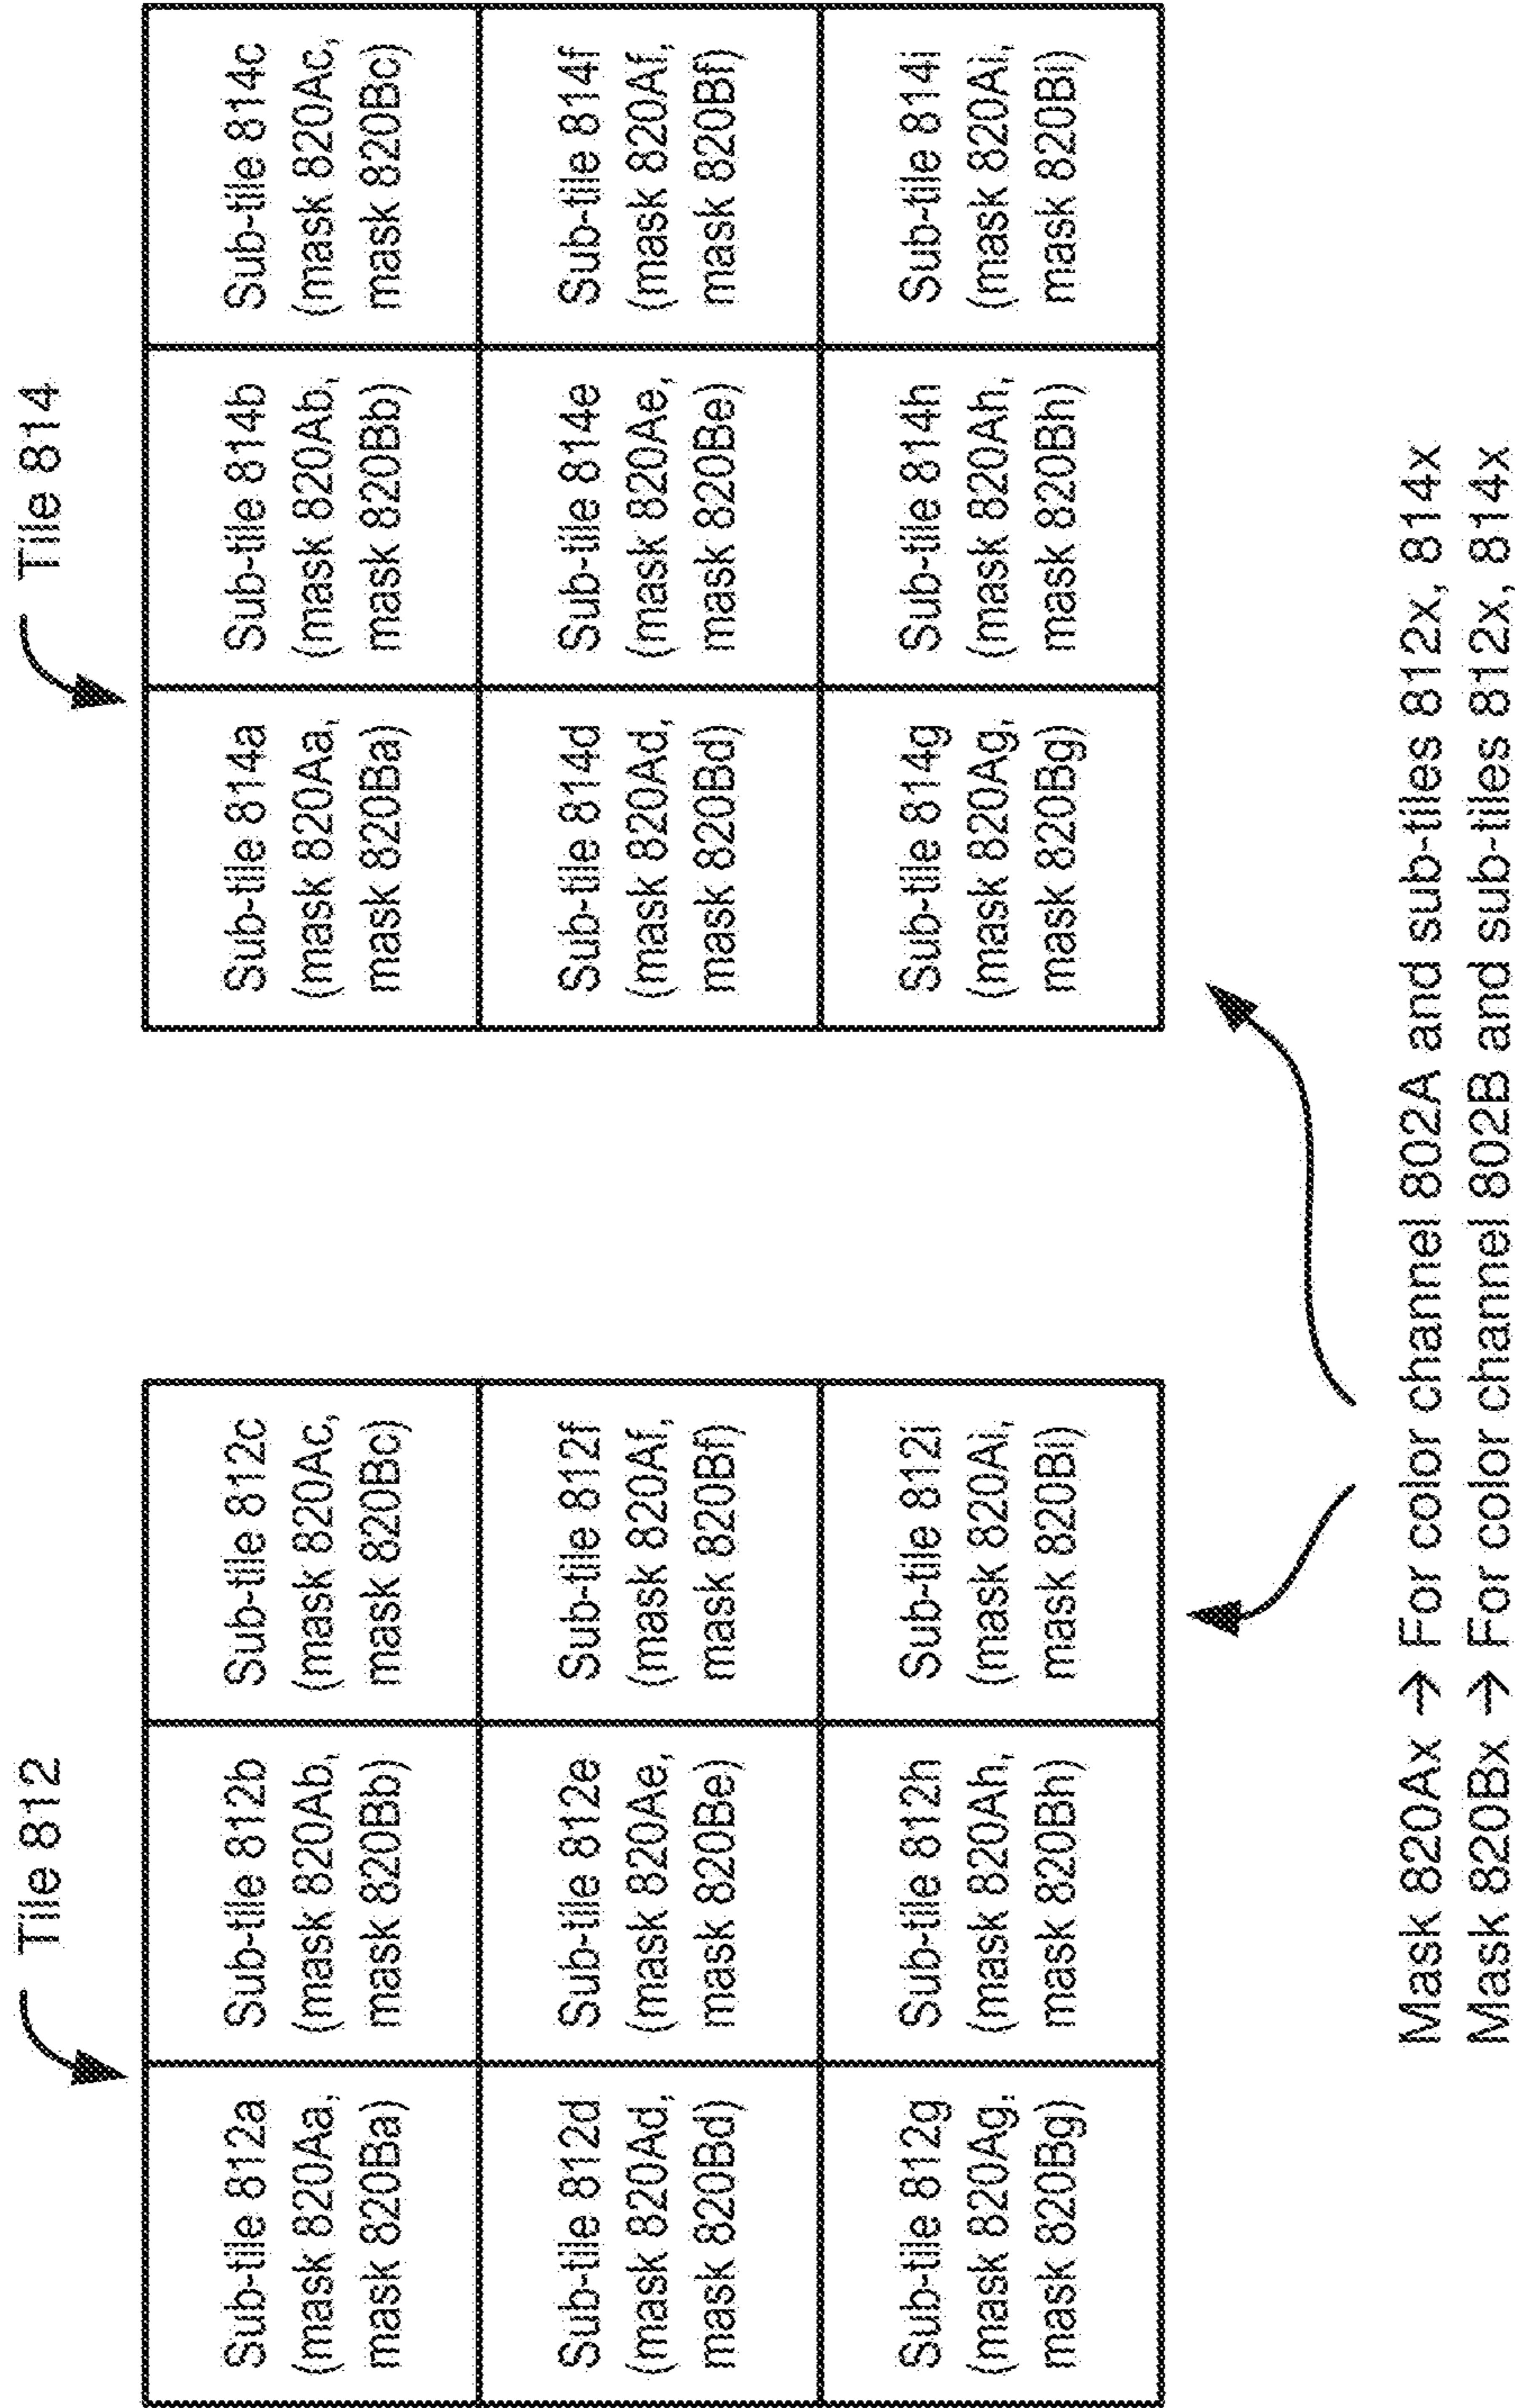 Tile 812
Sub-tile 812a
(mask 820Aa,
mask 820Ba)
Sub-tile 812b
(mask 820Ab,
mask 820Bb)
Sub-tile 812c
(mask 820Ac,
mask 820Bc)
Sub-tile 812d
(mask 820Ad,
mask 820Bd)
Sub-tile 812e
(mask 820Ae,
mask 820Be)
Sub-tile 812f
(mask 820Af,
mask 820Bf)
Sub-tile 812g
(mask 820Ag,
mask 820Bg)
Sub-tile 812h
(mask 820Ah,
mask 820Bh)
Sub-tile 812i
(mask 820Ai,
mask 820Bi)
Tile 814
Sub-tile 814a
(mask 820Aa,
mask 820Ba)
Sub-tile 814b
(mask 820Ab,
mask 820Bb)
Sub-tile 814c
(mask 820Ac,
mask 820Bc)
Sub-tile 814d
(mask 820Ad,
mask 820Bd)
Sub-tile 814e
(mask 820Ae,
mask 820Be)
Sub-tile 814f
(mask 820Af,
mask 820Bf)
Sub-tile 814g
(mask 820Ag,
mask 820Bg)
Sub-tile 814h
(mask 820Ah,
mask 820Bh)
Sub-tile 814i
(mask 820Ai,
mask 820Bi)
Mask 820Ax → For color channel 802A and sub-tiles 812x, 814x
Mask 820Bx → For color channel 802B and sub-tiles 812x, 814x